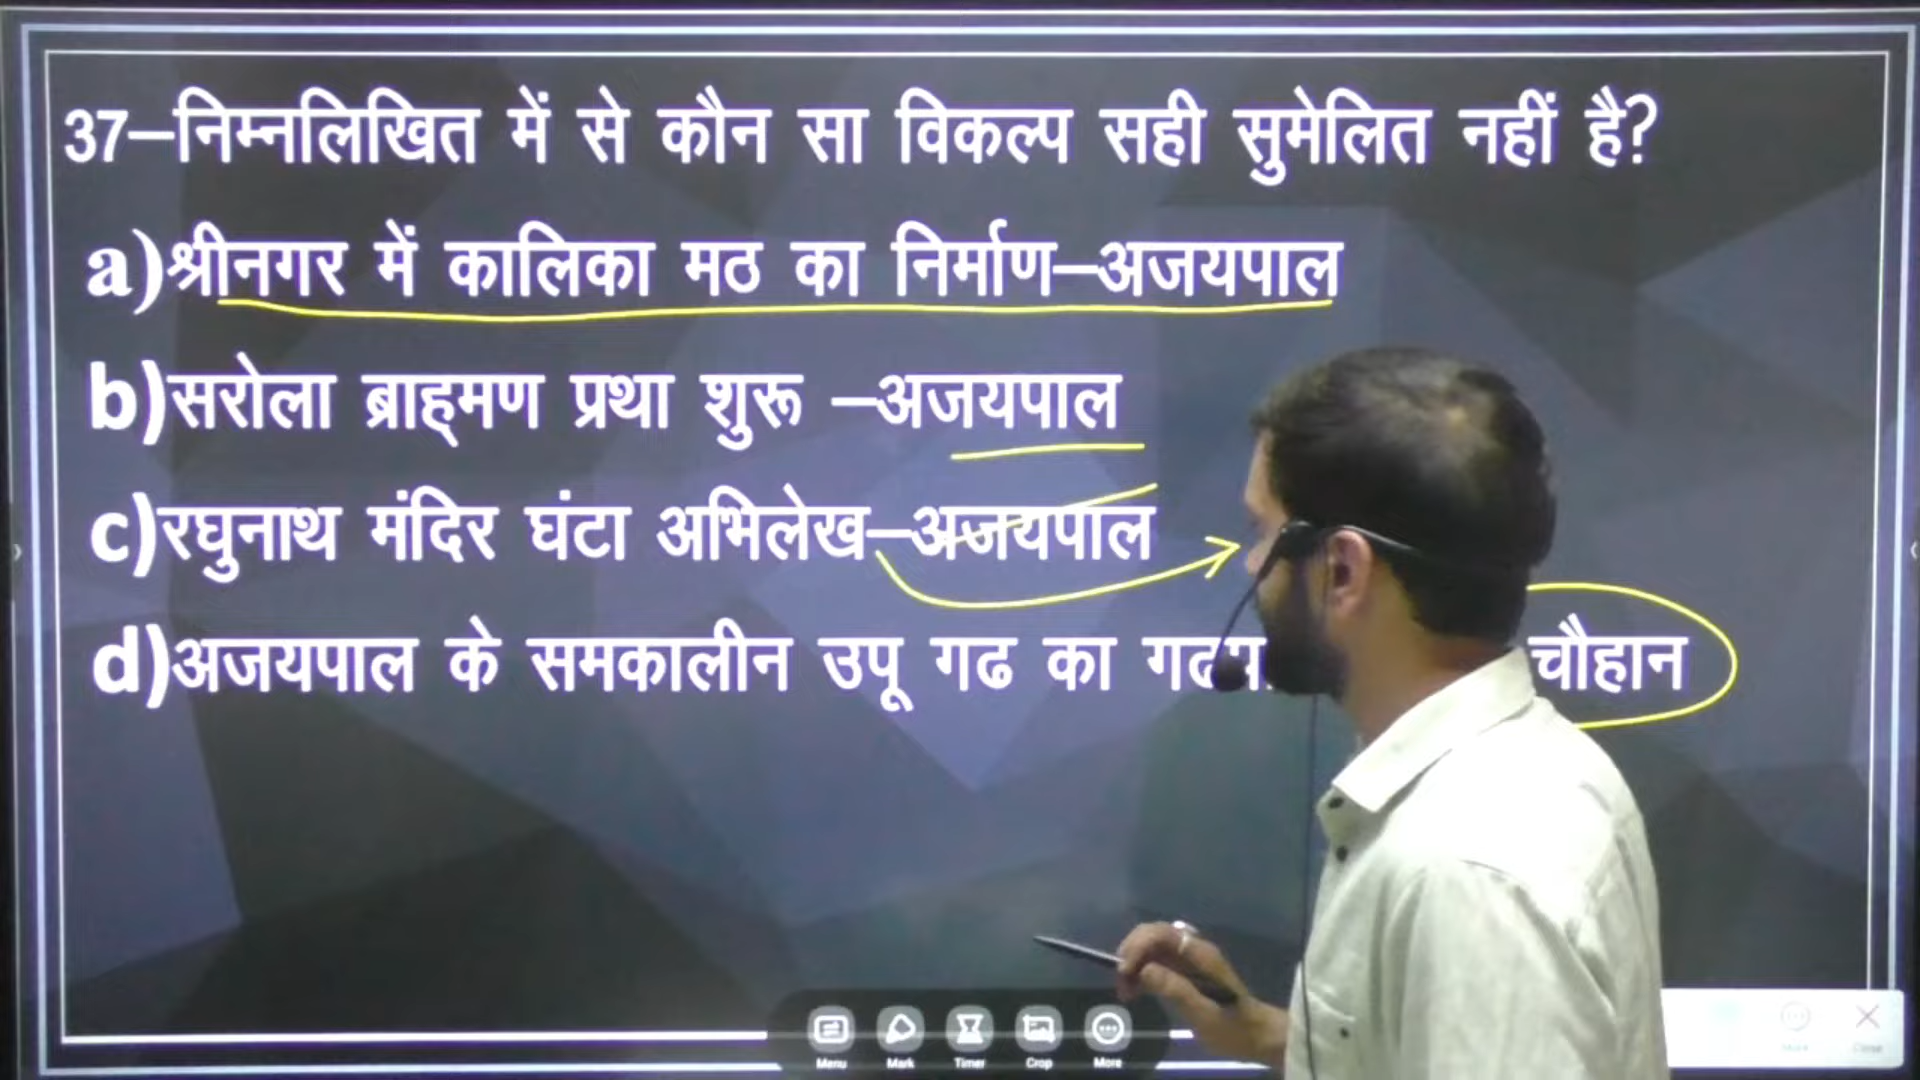 37–निम्नलिखित में से कौन सा विकल्प सही सुमेलित नहीं है?
a)श्रीनगर में कालिका मठ का निर्माण–अजयपाल
b)सरोला ब्राह्मण प्रथा शुरू –अजयपाल
c)रघुनाथ मंदिर घंटा अभिलेख–अजयपाल
d)अजयपाल के समकालीन उपू गढ का चौहान
Menu Mark Timer Crop More